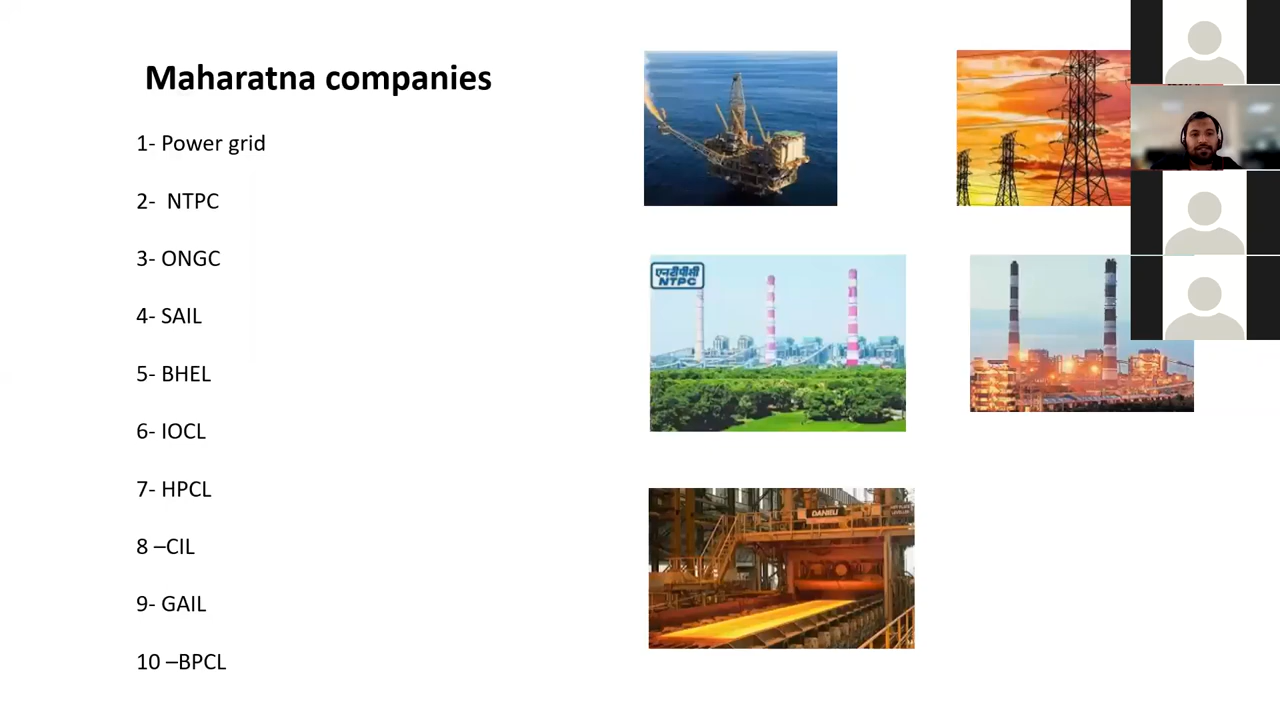 Maharatna companies
1- Power grid
2- NTPC
3- ONGC
4- SAIL
5- BHEL
6- IOCL
7- HPCL
8 –CIL
9- GAIL
10 –BPCL
एनटीपीसी
NTPC
DANIELI